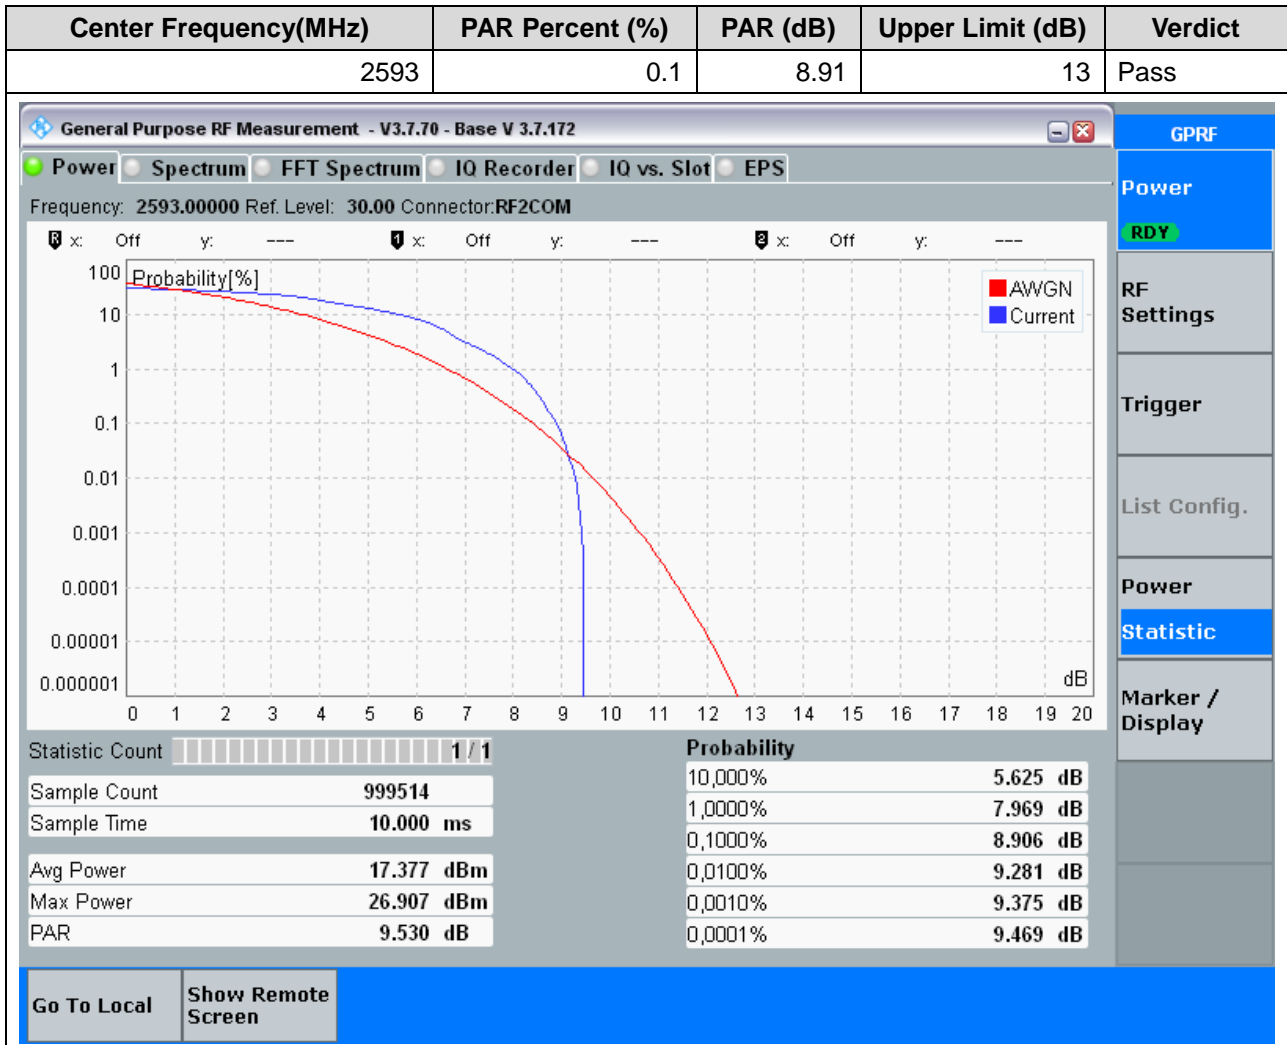 Center Frequency(MHz) PAR Percent (%) PAR (dB) Upper Limit (dB) Verdict
2593 0.1 8.91 13 Pass
General Purpose RF Measurement - V3.7.70 - Base V 3.7.172
GPRF
Power Spectrum FFT Spectrum IQ Recorder IQ vs. Slot EPS
Frequency: 2593.00000 Ref. Level: 30.00 Connector:RF2COM
R x: Off y: --- 1 x: Off y: --- 2 x: Off y: ---
Probability[%]
AWGN
Current
100
10
1
0.1
0.01
0.001
0.0001
0.00001
0.000001
dB
0 1 2 3 4 5 6 7 8 9 10 11 12 13 14 15 16 17 18 19 20
Statistic Count 1 / 1
Sample Count 999514
Sample Time 10.000 ms
Avg Power 17.377 dBm
Max Power 26.907 dBm
PAR 9.530 dB
Probability
10,000% 5.625 dB
1,0000% 7.969 dB
0,1000% 8.906 dB
0,0100% 9.281 dB
0,0010% 9.375 dB
0,0001% 9.469 dB
Power
RDY
RF
Settings
Trigger
List Config.
Power
Statistic
Marker /
Display
Go To Local
Show Remote
Screen